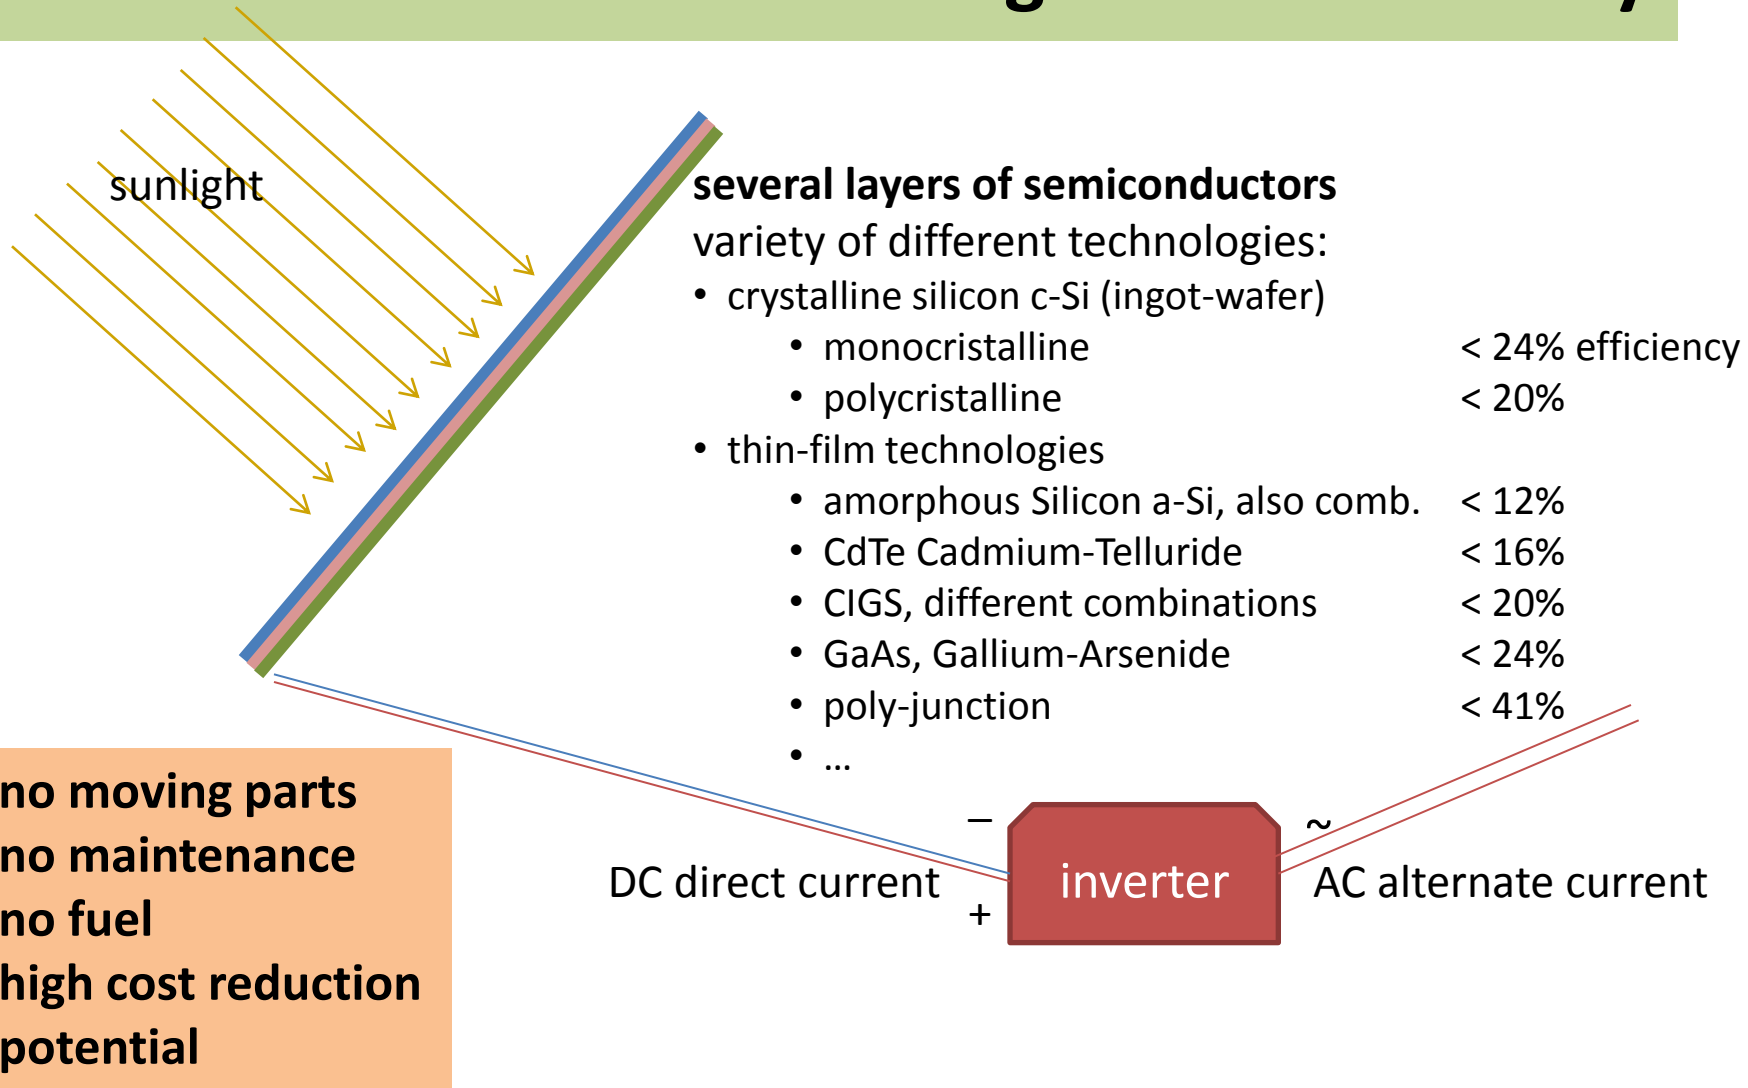 sunlight
several layers of semiconductors
variety of different technologies:
• crystalline silicon c-Si (ingot-wafer)
• monocristalline < 24% efficiency
• polycristalline < 20%
• thin-film technologies
• amorphous Silicon a-Si, also comb. < 12%
• CdTe Cadmium-Telluride < 16%
• CIGS, different combinations < 20%
• GaAs, Gallium-Arsenide < 24%
• poly-junction < 41%
• ...
no moving parts
no maintenance
no fuel
high cost reduction
potential
–
DC direct current
+
inverter
~
AC alternate current